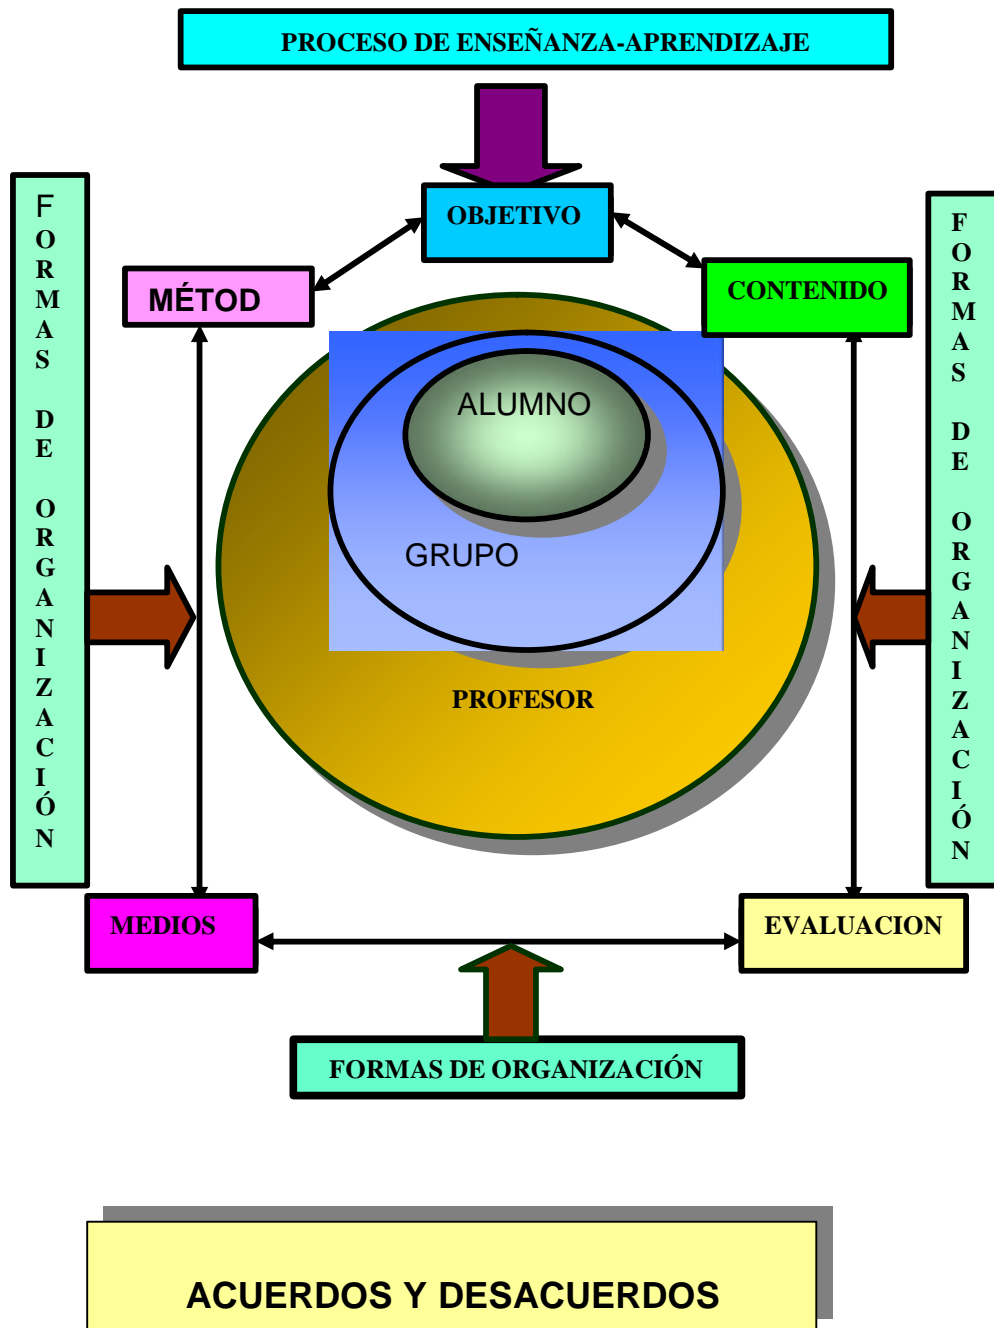 PROCESO DE ENSEÑANZA-APRENDIZAJE
OBJETIVO
MÉTOD
CONTENIDO
FORMAS DE ORGANIZACIÓN
FORMAS DE ORGANIZACIÓN
ALUMNO
GRUPO
PROFESOR
MEDIOS
EVALUACION
FORMAS DE ORGANIZACIÓN
ACUERDOS Y DESACUERDOS